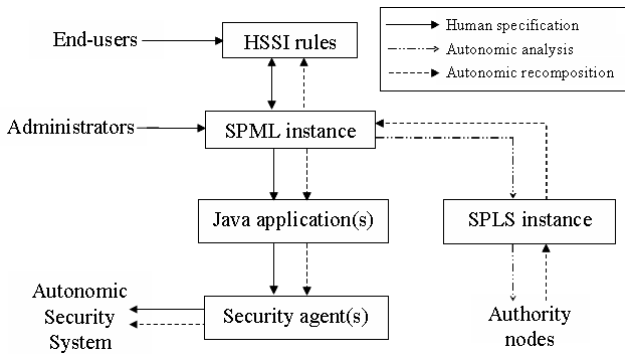 End-users
HSSI rules
Human specification
Autonomic analysis
Autonomic recomposition
Administrators
SPML instance
Java application(s)
SPLS instance
Autonomic
Security
System
Security agent(s)
Authority
nodes